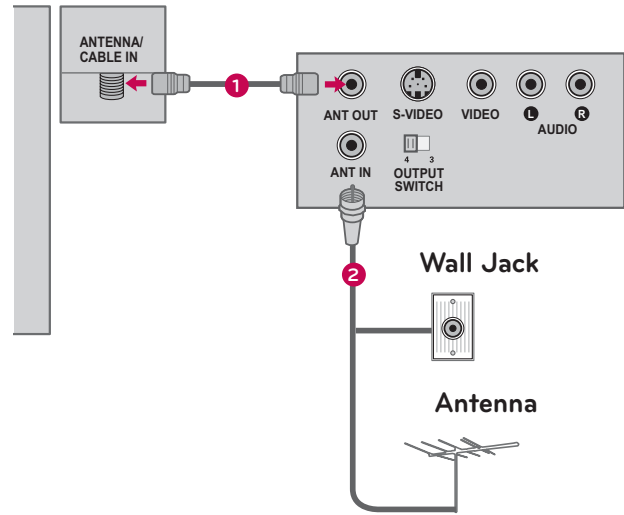 ANTENNA/
CABLE IN
1
ANT OUT
S-VIDEO
VIDEO
L
R
AUDIO
ANT IN
4 3
OUTPUT
SWITCH
2
Wall Jack
Antenna